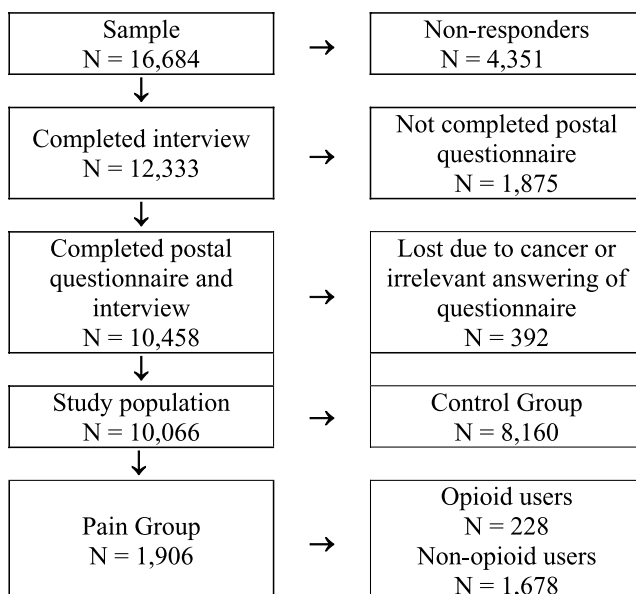 Sample
N = 16,684
→
Non-responders
N = 4,351
↓
Completed interview
N = 12,333
→
Not completed postal
questionnaire
N = 1,875
↓
Completed postal
questionnaire and
interview
N = 10,458
→
Lost due to cancer or
irrelevant answering of
questionnaire
N = 392
↓
Study population
N = 10,066
→
Control Group
N = 8,160
↓
Pain Group
N = 1,906
→
Opioid users
N = 228
Non-opioid users
N = 1,678